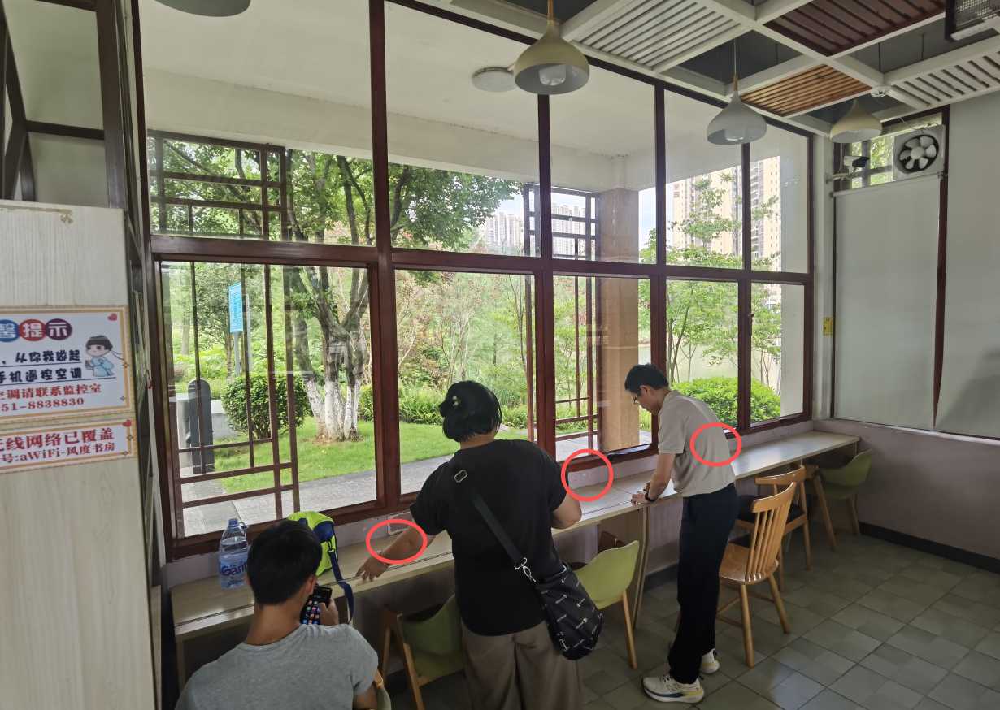 提示
，从你我做起
手机遥控空调
空调请联系监控室
51-8838830
无线网络已覆盖
号:aWiFi-风度书房